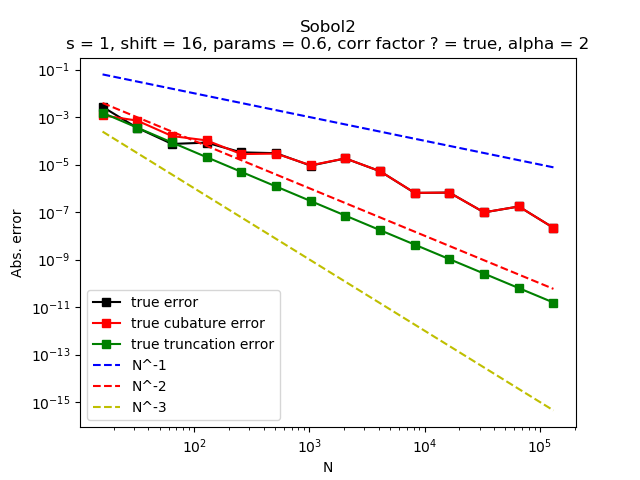 Sobol2
s = 1, shift = 16, params = 0.6, corr factor ? = true, alpha = 2
10^-1
10^-3
10^-5
10^-7
10^-9
10^-11
10^-13
10^-15
Abs. error
true error
true cubature error
true truncation error
N^-1
N^-2
N^-3
10^2 10^3 10^4 10^5
N